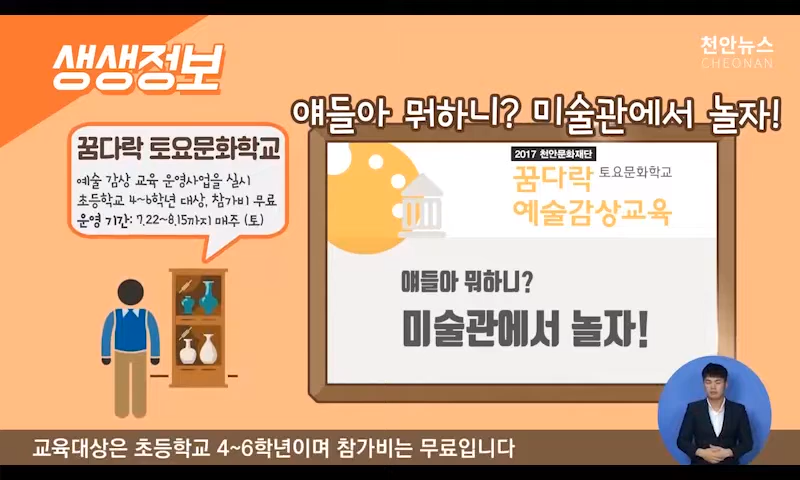 생생정보
천안뉴스
CHEONAN
얘들아 뭐하니? 미술관에서 놀자!
꿈다락 토요문화학교
예술 감상 교육 운영사업을 실시
초등학교 4~6학년 대상, 참가비 무료
운영 기간: 7.22~8.15까지 매주 (토)
2017 천안문화재단
꿈다락 토요문화학교
예술감상교육
얘들아 뭐하니?
미술관에서 놀자!
교육대상은 초등학교 4~6학년이며 참가비는 무료입니다